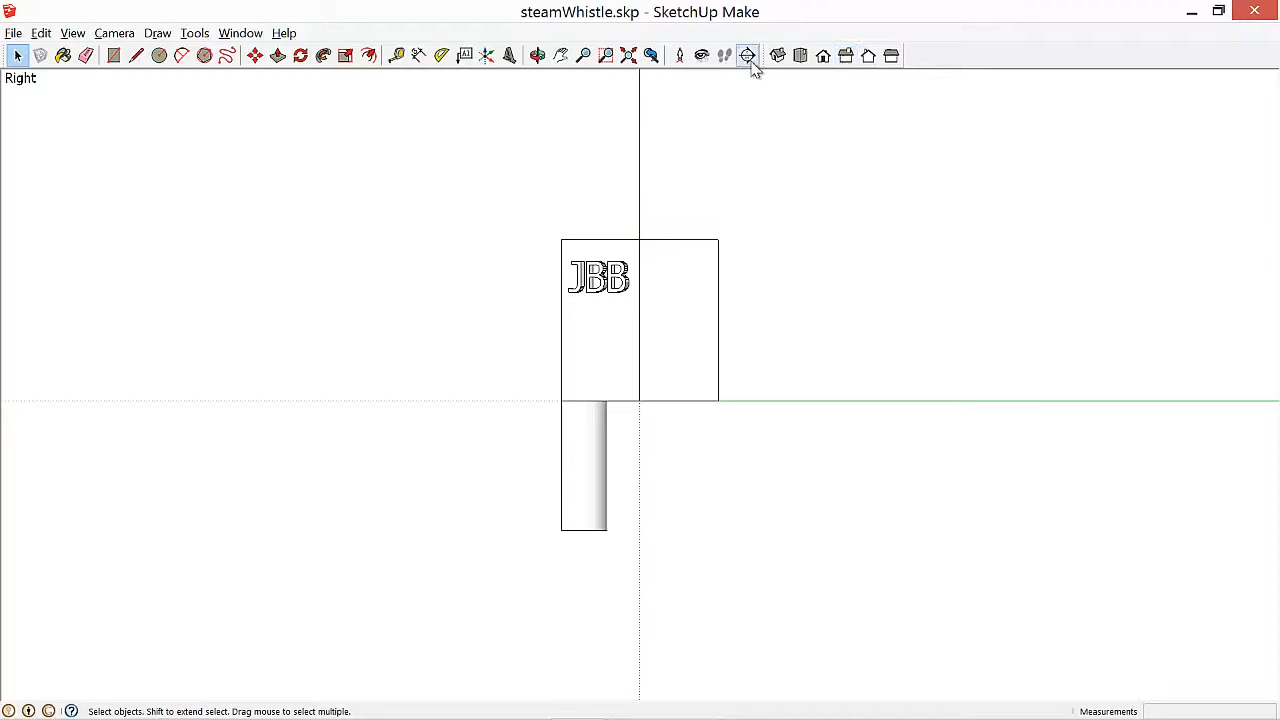 steamWhistle.skp - SketchUp Make
File Edit View Camera Draw Tools Window Help
Right
JBB
Select objects. Shift to extend select. Drag mouse to select multiple.
Measurements